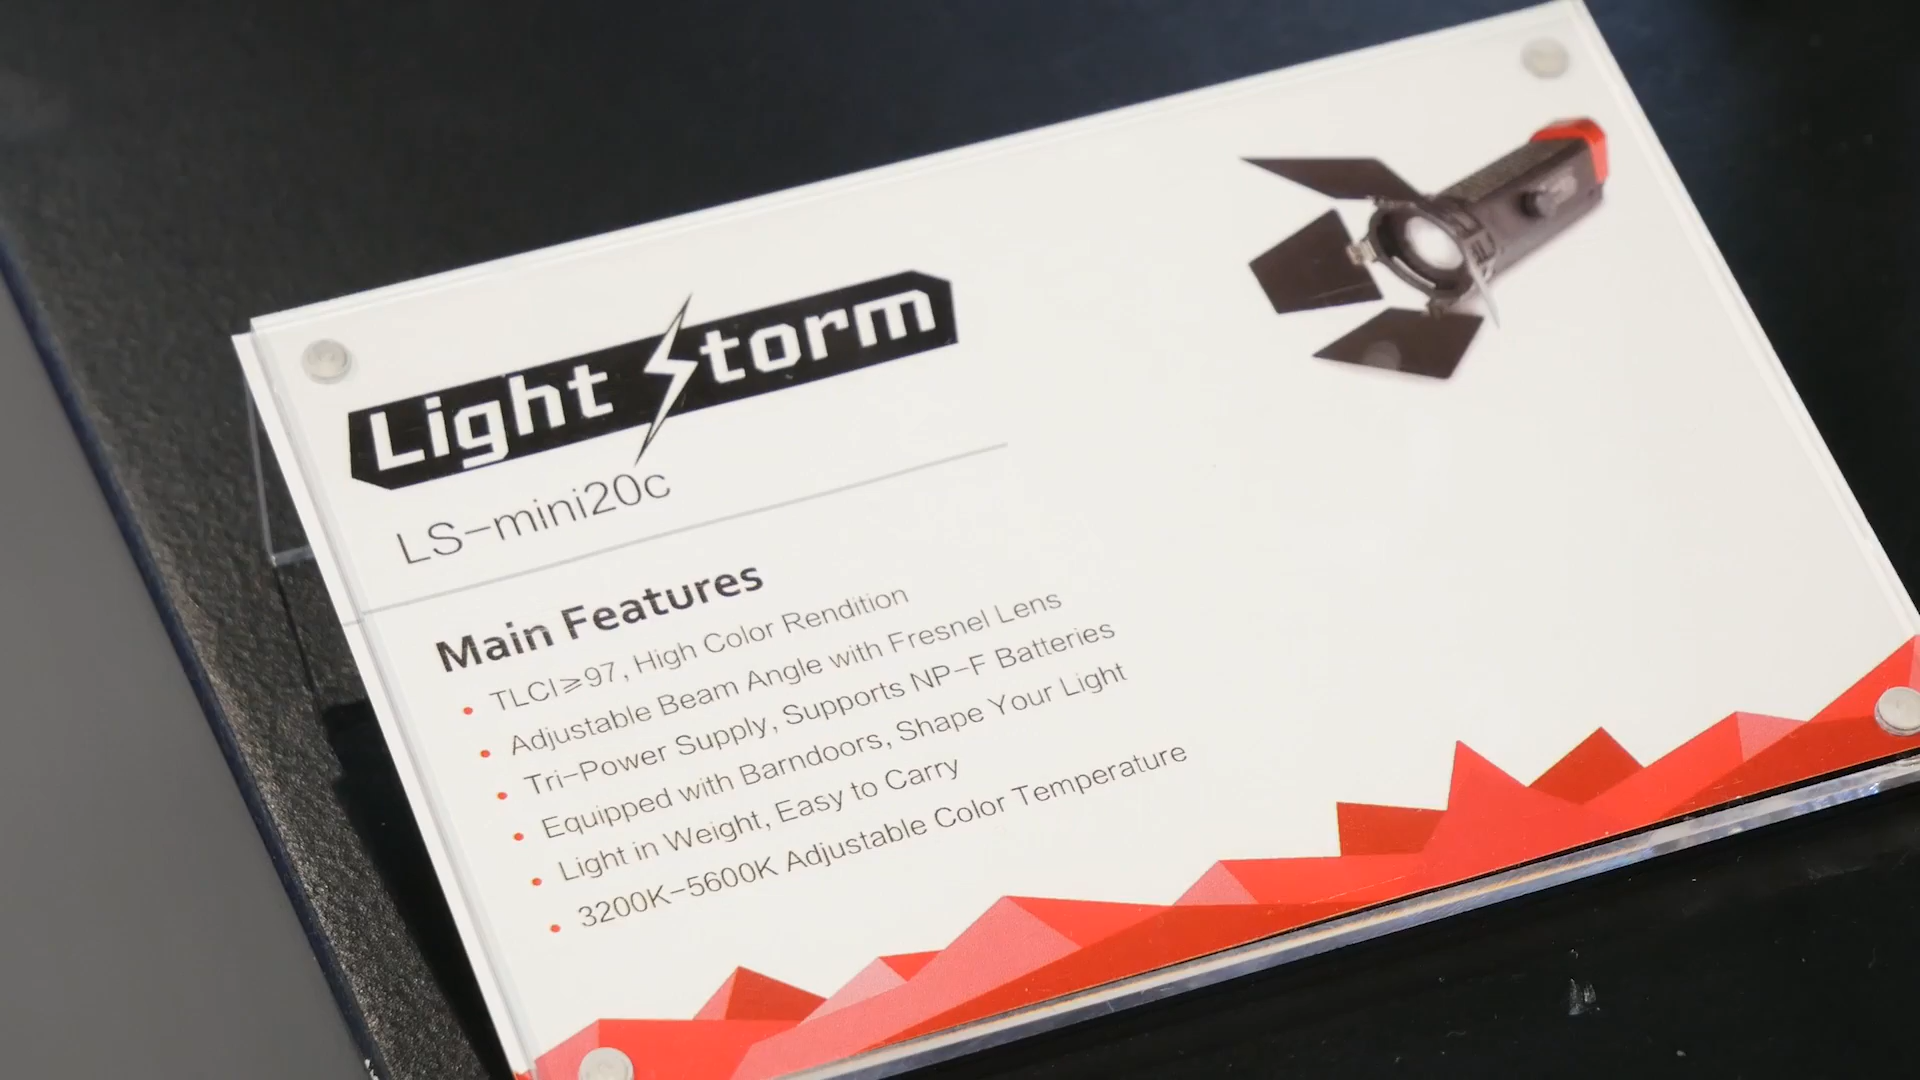 Light Storm
LS-mini20c
Main Features
• TLCI≥97, High Color Rendition
• Adjustable Beam Angle with Fresnel Lens
• Tri-Power Supply, Supports NP-F Batteries
• Equipped with Barndoors, Shape Your Light
• Light in Weight, Easy to Carry
• 3200K-5600K Adjustable Color Temperature